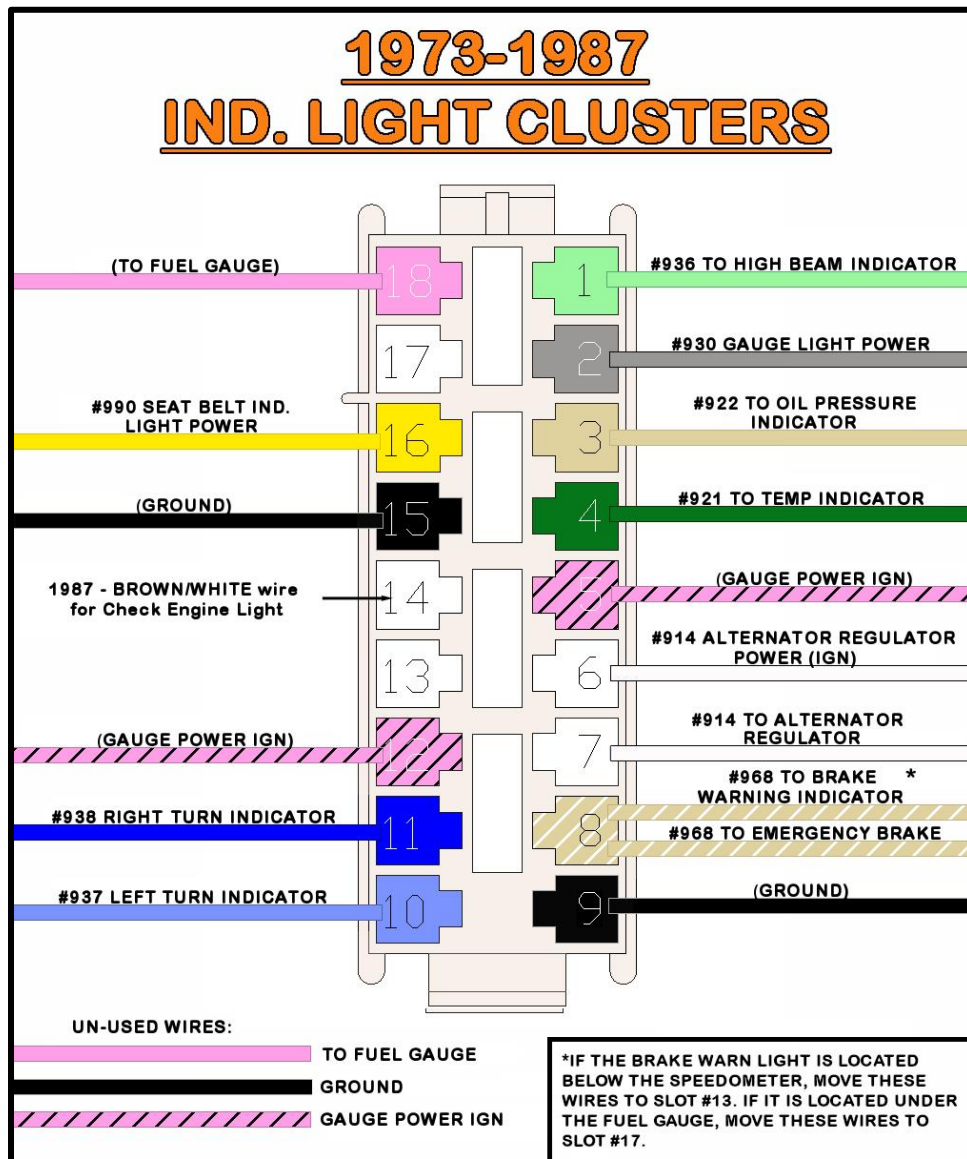 1973-1987
IND. LIGHT CLUSTERS
(TO FUEL GAUGE)
18
1
#936 TO HIGH BEAM INDICATOR
17
2
#930 GAUGE LIGHT POWER
#990 SEAT BELT IND.
LIGHT POWER
16
3
#922 TO OIL PRESSURE
INDICATOR
(GROUND)
15
4
#921 TO TEMP INDICATOR
1987 - BROWN/WHITE wire
for Check Engine Light
14
5
(GAUGE POWER IGN)
13
6
#914 ALTERNATOR REGULATOR
POWER (IGN)
(GAUGE POWER IGN)
12
7
#914 TO ALTERNATOR
REGULATOR
#938 RIGHT TURN INDICATOR
11
8
#968 TO BRAKE *
WARNING INDICATOR
#968 TO EMERGENCY BRAKE
#937 LEFT TURN INDICATOR
10
9
(GROUND)
UN-USED WIRES:
TO FUEL GAUGE
GROUND
GAUGE POWER IGN
*IF THE BRAKE WARN LIGHT IS LOCATED
BELOW THE SPEEDOMETER, MOVE THESE
WIRES TO SLOT #13. IF IT IS LOCATED UNDER
THE FUEL GAUGE, MOVE THESE WIRES TO
SLOT #17.